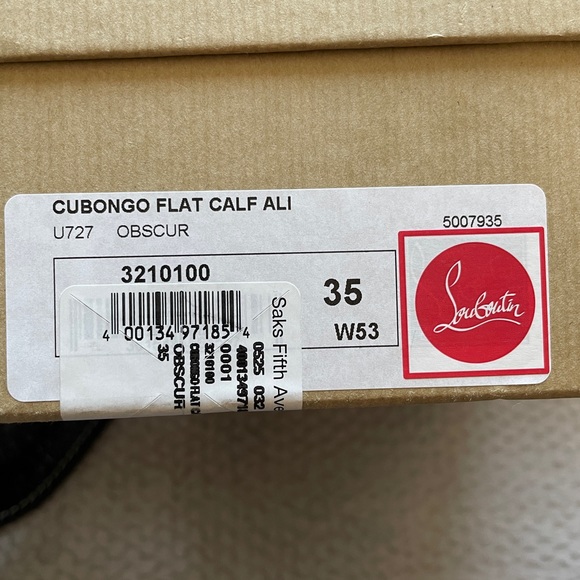 CUBONGO FLAT CALF ALI
U727 OBSCUR
5007935
3210100
35
W53
Louboutin
4 00134 97185 4
Saks Fifth Ave
0525 032
0001
3210100
OBSCUR
35